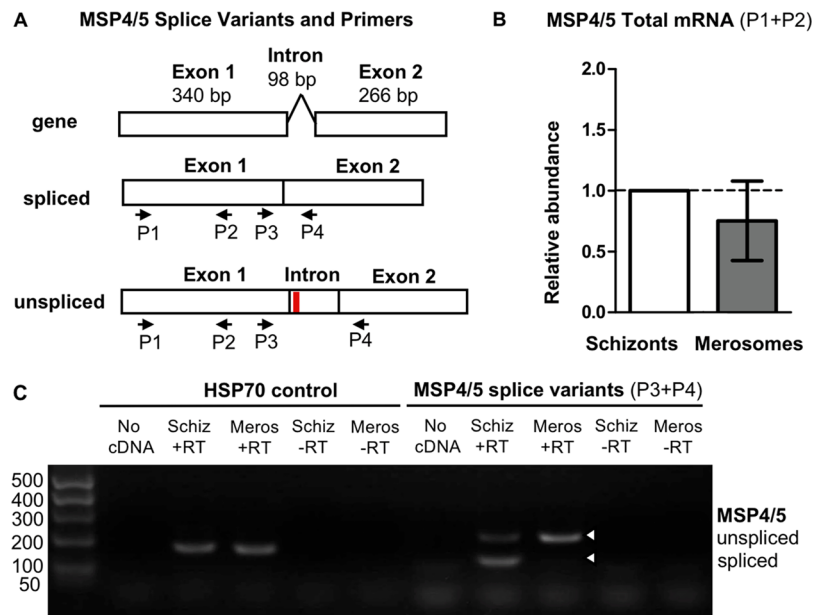 A MSP4/5 Splice Variants and Primers
Intron
Exon 1 98 bp Exon 2
340 bp 266 bp
gene
Exon 1 Exon 2
spliced
P1 P2 P3 P4
Exon 1 Intron Exon 2
unspliced
P1 P2 P3 P4
B MSP4/5 Total mRNA (P1+P2)
Relative abundance
2.0
1.5
1.0
0.5
0.0
Schizonts Merosomes
C HSP70 control MSP4/5 splice variants (P3+P4)
No Schiz Meros Schiz Meros No Schiz Meros Schiz Meros
cDNA +RT +RT -RT -RT cDNA +RT +RT -RT -RT
500
400
300
200
100
50
MSP4/5
unspliced
spliced